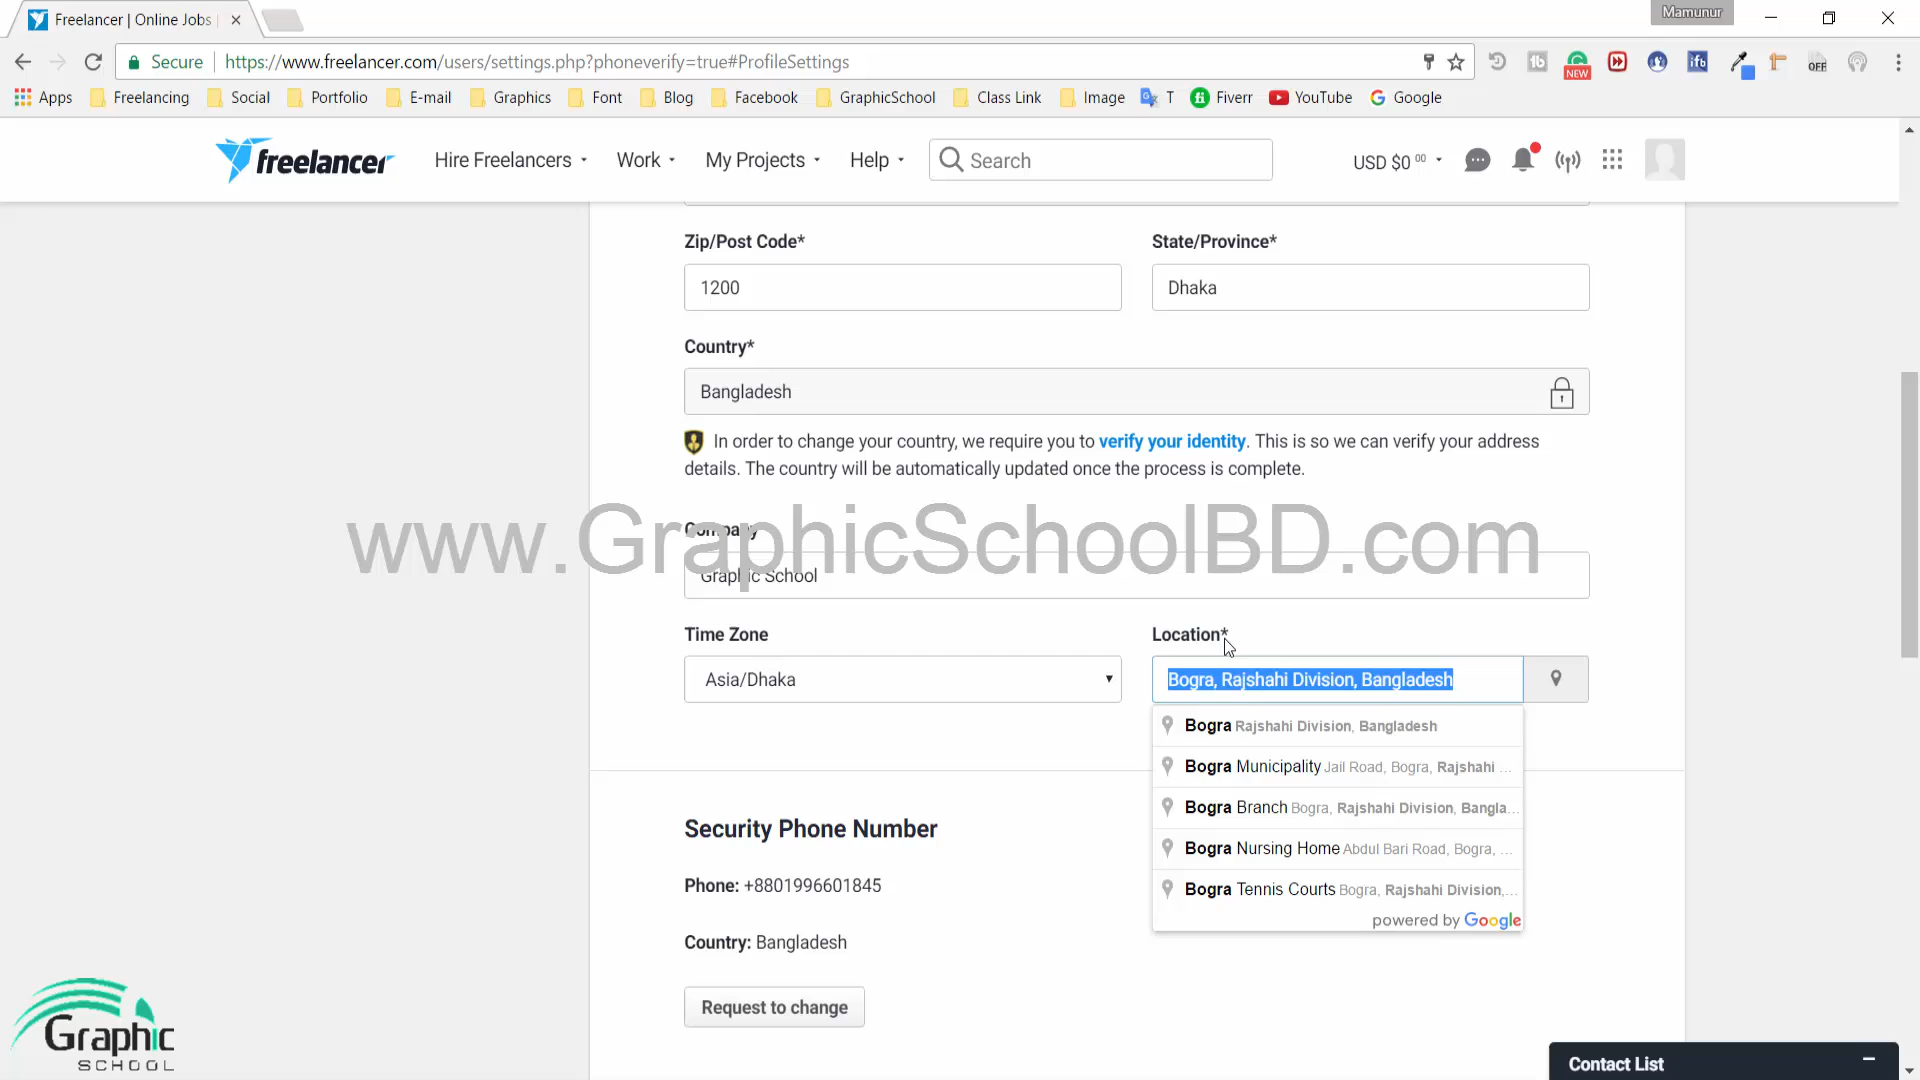 Freelancer | Online Jobs
Mamunur
Secure
https://www.freelancer.com/users/settings.php?phoneverify=true#ProfileSettings
NEW
OFF
Apps
Freelancing
Social
Portfolio
E-mail
Graphics
Font
Blog
Facebook
GraphicSchool
Class Link
Image
T
Fiverr
YouTube
Google
freelancer
Hire Freelancers
Work
My Projects
Help
Search
USD $0 00
Zip/Post Code*
State/Province*
1200
Dhaka
Country*
Bangladesh
In order to change your country, we require you to verify your identity. This is so we can verify your address
details. The country will be automatically updated once the process is complete.
Company
www.GraphicSchoolBD.com
Graphic School
Time Zone
Location*
Asia/Dhaka
Bogra, Rajshahi Division, Bangladesh
Bogra Rajshahi Division, Bangladesh
Bogra Municipality Jail Road, Bogra, Rajshahi ...
Bogra Branch Bogra, Rajshahi Division, Bangla...
Bogra Nursing Home Abdul Bari Road, Bogra, ...
Bogra Tennis Courts Bogra, Rajshahi Division,...
powered by Google
Security Phone Number
Phone: +8801996601845
Country: Bangladesh
Request to change
Graphic
SCHOOL
Contact List